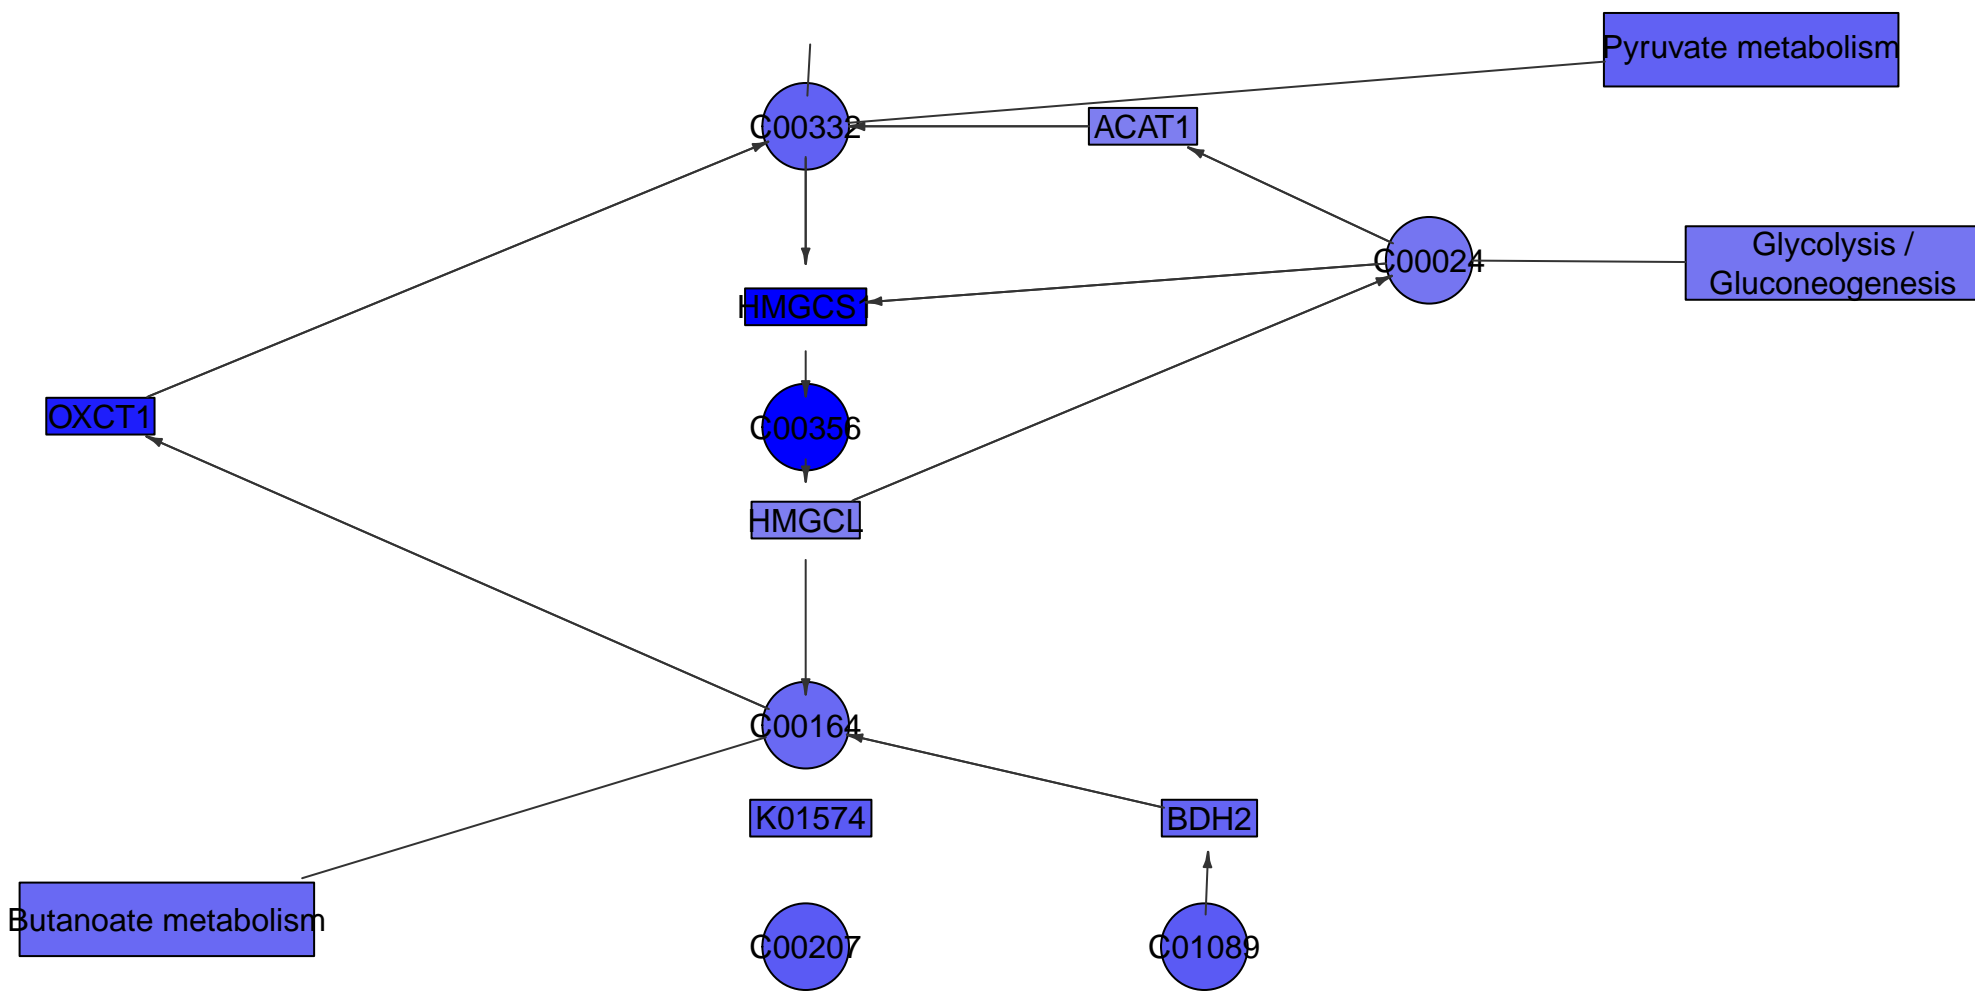 Pyruvate metabolism
C00332
ACAT1
Glycolysis /
Gluconeogenesis
C00024
HMGCS1
OXCT1
C00356
HMGCL
C00164
K01574
BDH2
Butanoate metabolism
C00207
C01089